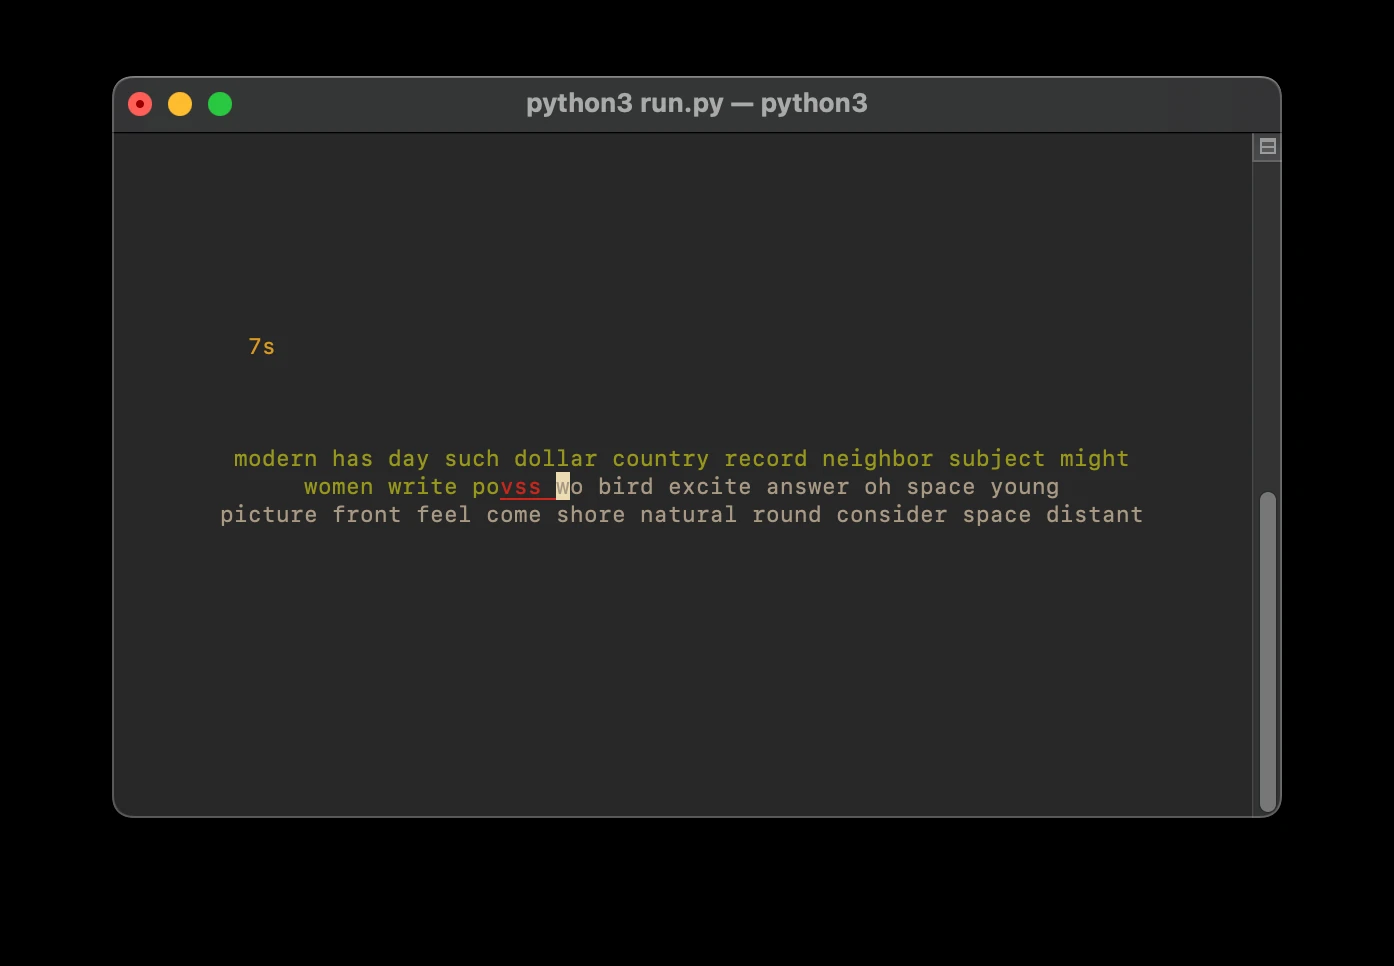 python3 run.py — python3
7s
modern has day such dollar country record neighbor subject might
women write povss wo bird excite answer oh space young
picture front feel come shore natural round consider space distant